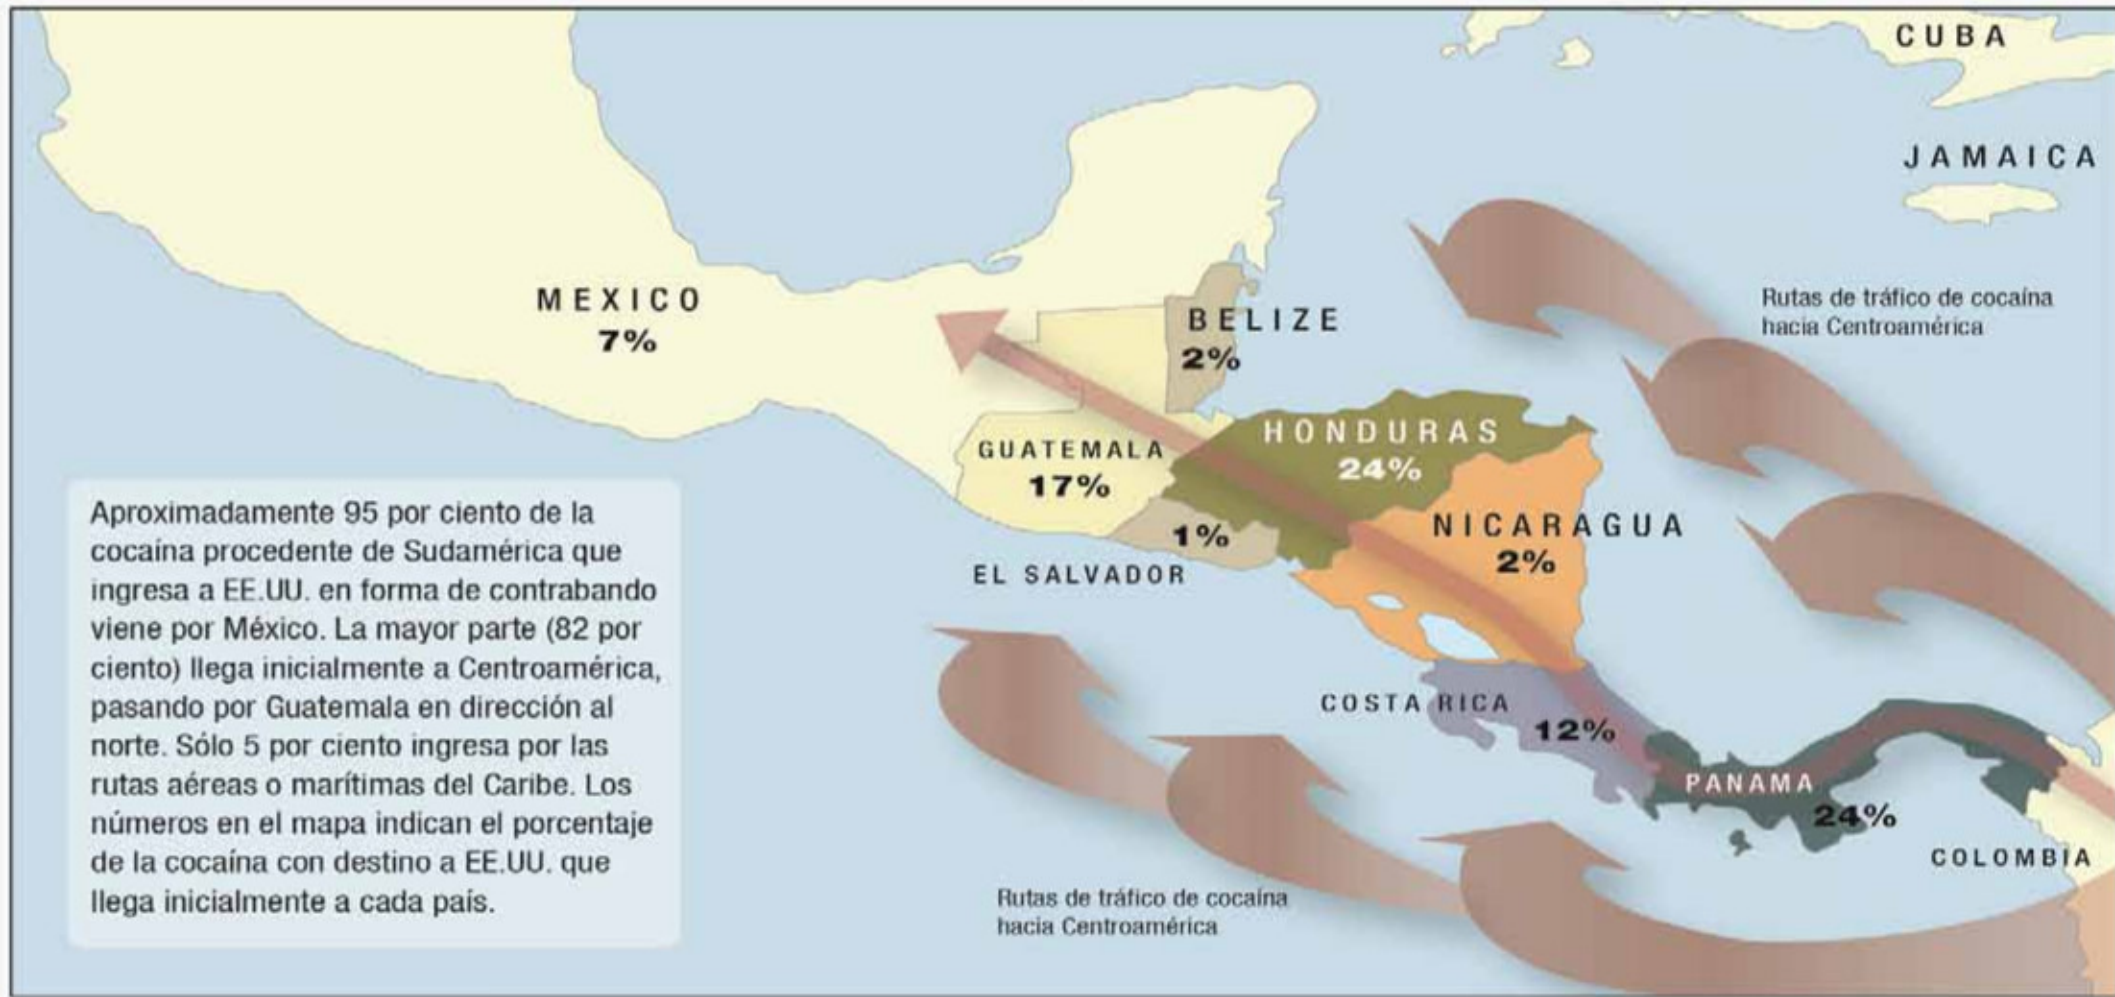 CUBA
JAMAICA
Rutas de tráfico de cocaína
hacia Centroamérica
MEXICO
7%
BELIZE
2%
HONDURAS
24%
GUATEMALA
17%
NICARAGUA
2%
1%
EL SALVADOR
COSTA RICA
12%
PANAMA
24%
COLOMBIA
Aproximadamente 95 por ciento de la
cocaína procedente de Sudamérica que
ingresa a EE.UU. en forma de contrabando
viene por México. La mayor parte (82 por
ciento) llega inicialmente a Centroamérica,
pasando por Guatemala en dirección al
norte. Sólo 5 por ciento ingresa por las
rutas aéreas o marítimas del Caribe. Los
números en el mapa indican el porcentaje
de la cocaína con destino a EE.UU. que
llega inicialmente a cada país.
Rutas de tráfico de cocaína
hacia Centroamérica